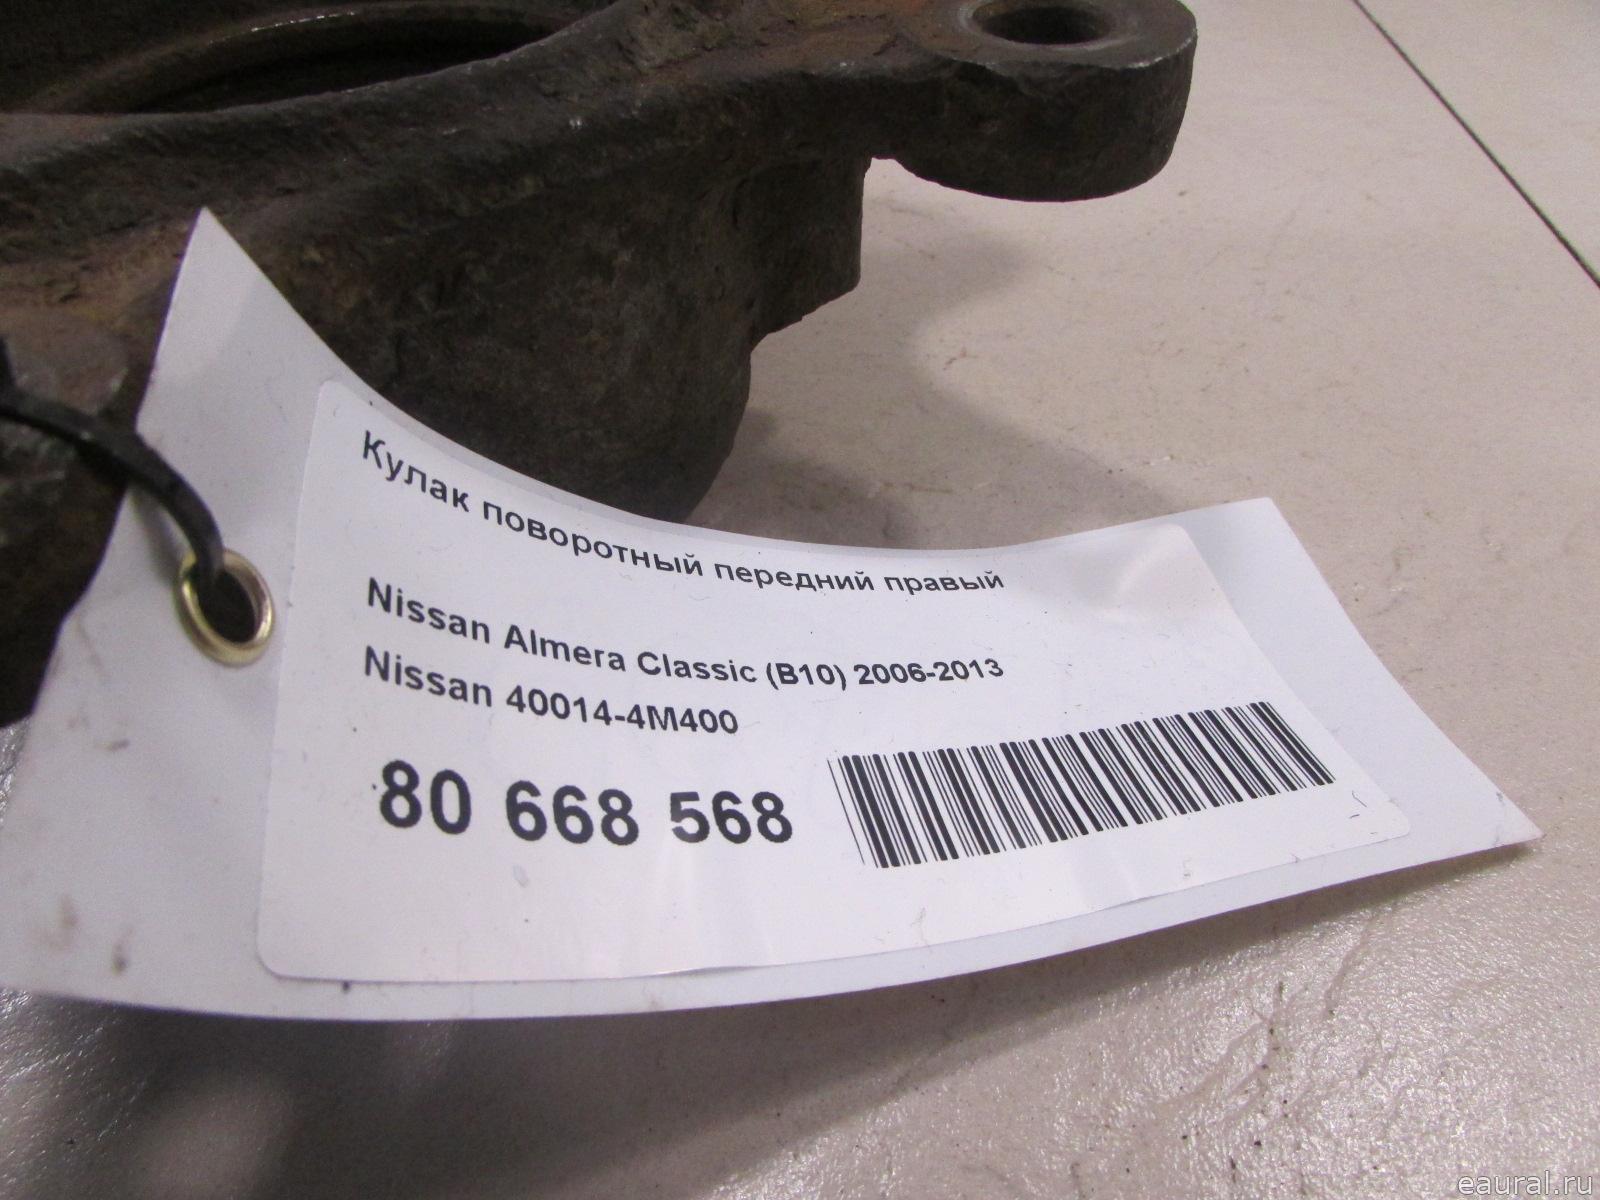 Кулак поворотный передний правый
Nissan Almera Classic (B10) 2006-2013
Nissan 40014-4M400
80 668 568
eaural.ru